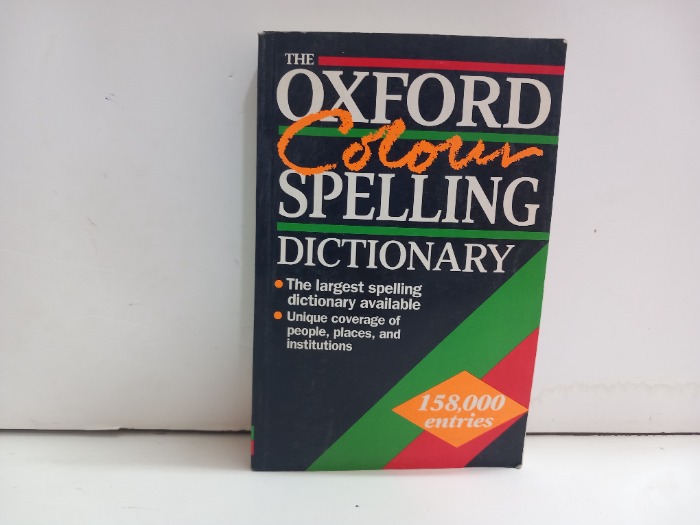 THE
OXFORD
Colour
SPELLING
DICTIONARY
• The largest spelling
dictionary available
• Unique coverage of
people, places, and
institutions
158,000
entries